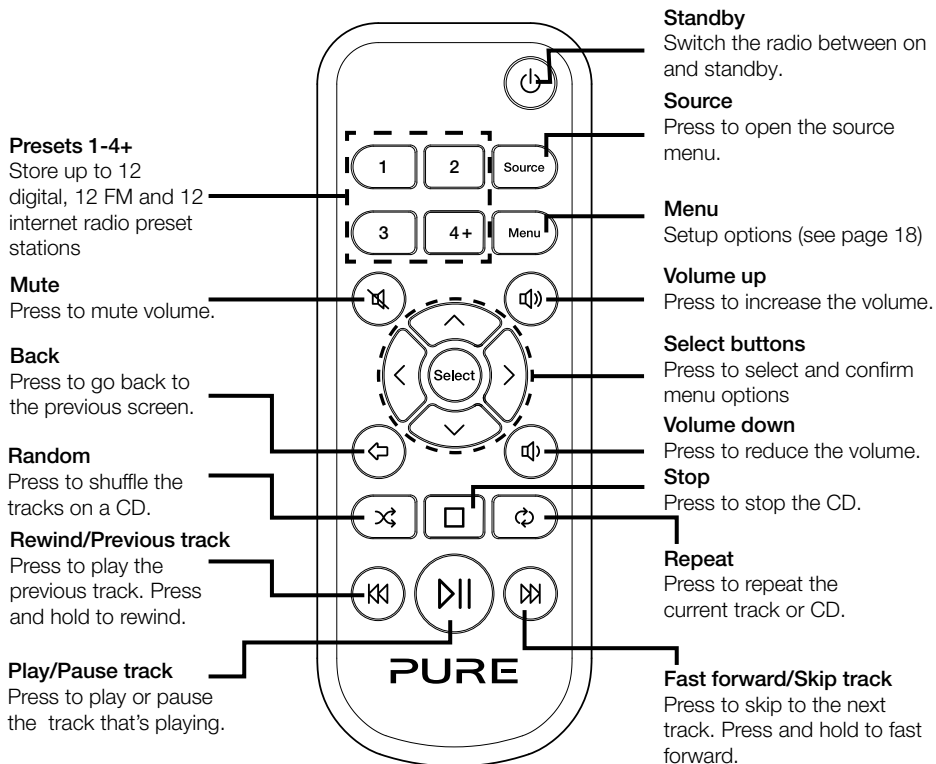 Presets 1-4+
Store up to 12
digital, 12 FM and 12
internet radio preset
stations
Mute
Press to mute volume.
Back
Press to go back to
the previous screen.
Random
Press to shuffle the
tracks on a CD.
Rewind/Previous track
Press to play the
previous track. Press
and hold to rewind.
Play/Pause track
Press to play or pause
the track that's playing.
1
2
Source
3
4+
Menu
Select
PURE
Standby
Switch the radio between on
and standby.
Source
Press to open the source
menu.
Menu
Setup options (see page 18)
Volume up
Press to increase the volume.
Select buttons
Press to select and confirm
menu options
Volume down
Press to reduce the volume.
Stop
Press to stop the CD.
Repeat
Press to repeat the
current track or CD.
Fast forward/Skip track
Press to skip to the next
track. Press and hold to fast
forward.